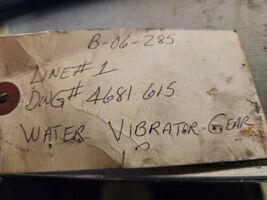 B-06-285
LINE# 1
DWG# 4681.615
WATER VIBRATOR GEAR